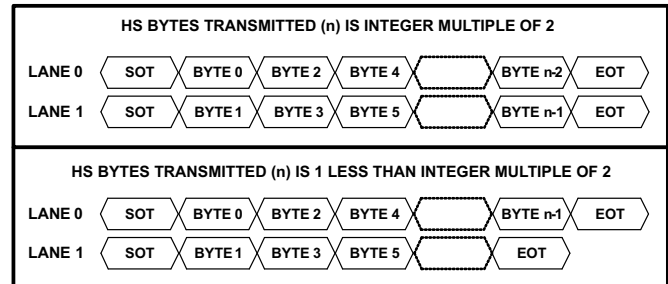 HS BYTES TRANSMITTED (n) IS INTEGER MULTIPLE OF 2
LANE 0 SOT BYTE 0 BYTE 2 BYTE 4 BYTE n-2 EOT
LANE 1 SOT BYTE 1 BYTE 3 BYTE 5 BYTE n-1 EOT
HS BYTES TRANSMITTED (n) IS 1 LESS THAN INTEGER MULTIPLE OF 2
LANE 0 SOT BYTE 0 BYTE 2 BYTE 4 BYTE n-1 EOT
LANE 1 SOT BYTE 1 BYTE 3 BYTE 5 EOT